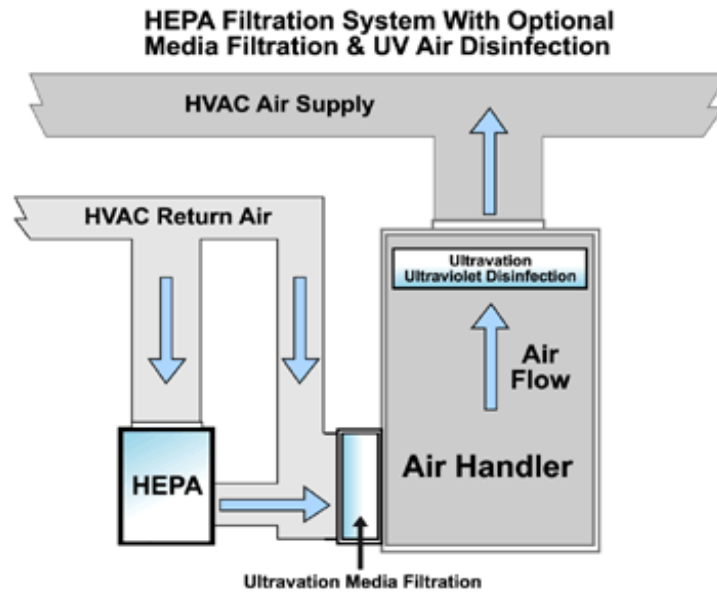 HEPA Filtration System With Optional
Media Filtration & UV Air Disinfection
HVAC Air Supply
HVAC Return Air
Ultravation
Ultraviolet Disinfection
Air
Flow
HEPA
Air Handler
Ultravation Media Filtration